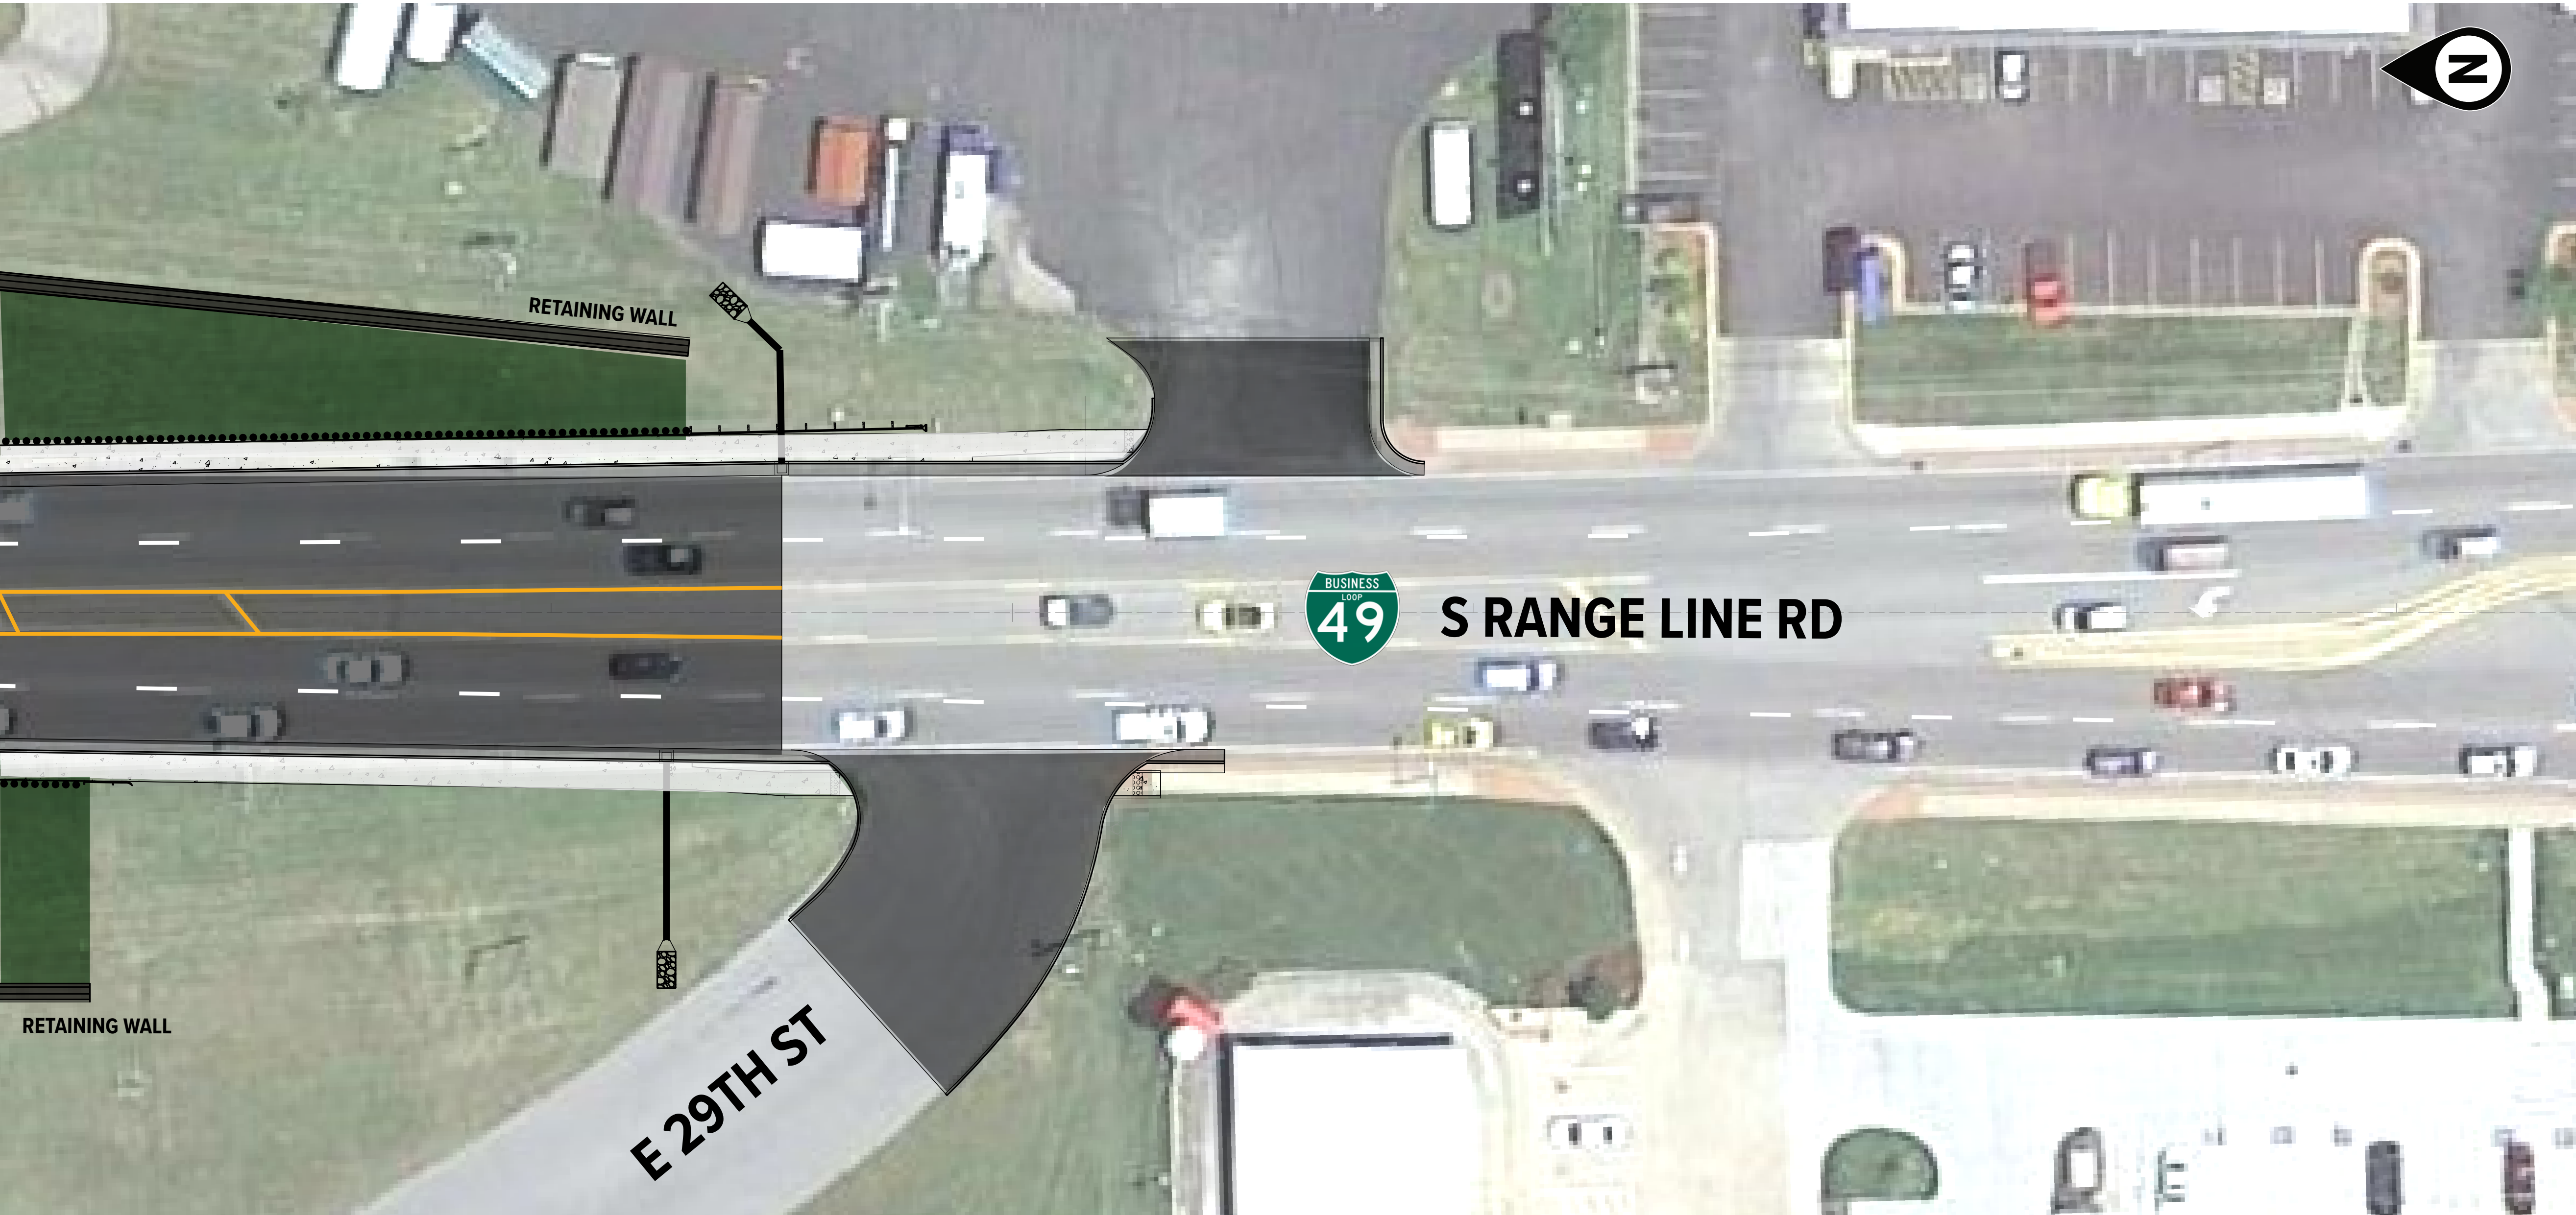 N
RETAINING WALL
BUSINESS
LOOP
49
S RANGE LINE RD
RETAINING WALL
E 29TH ST